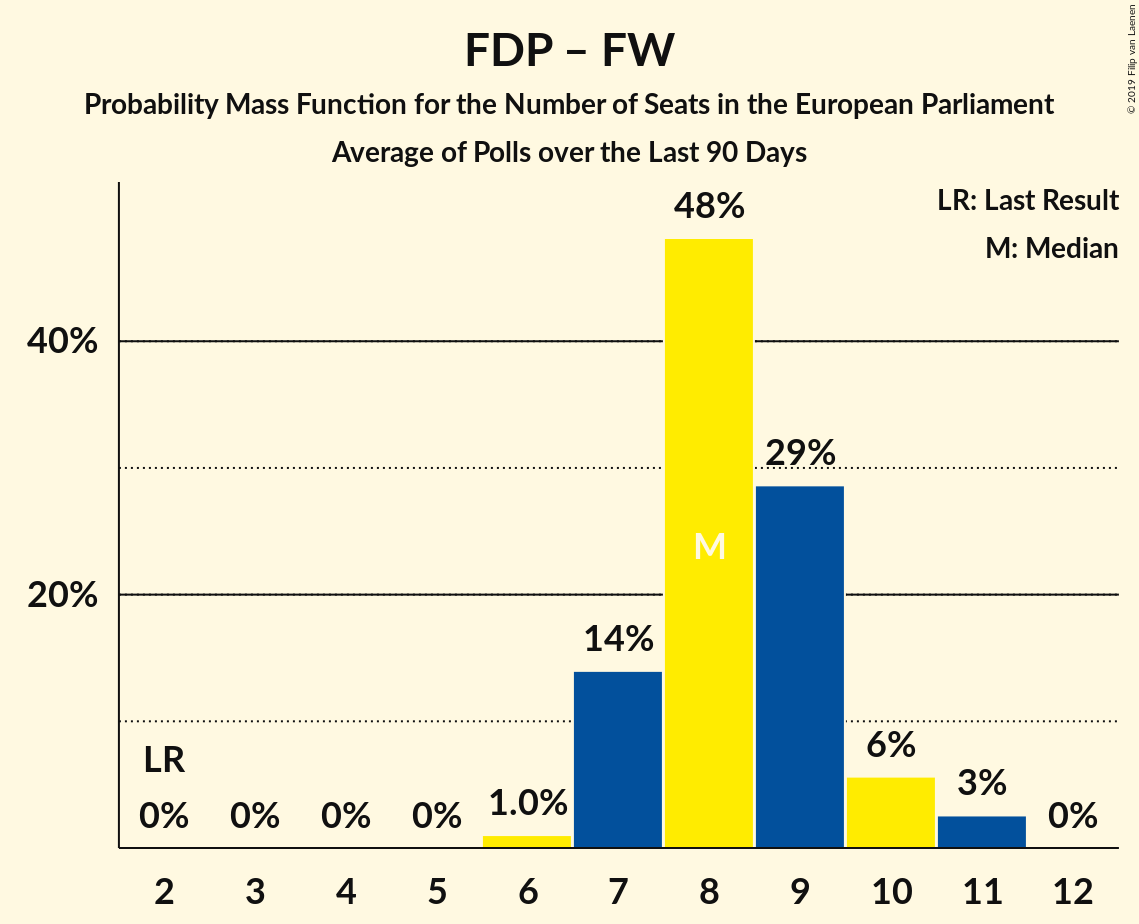 FDP – FW
Probability Mass Function for the Number of Seats in the European Parliament
Average of Polls over the Last 90 Days
© 2019 Filip van Laenen
LR: Last Result
M: Median
48%
40%
29%
M
20%
14%
LR
6%
3%
0% 0% 0% 0% 1.0% 0%
2 3 4 5 6 7 8 9 10 11 12